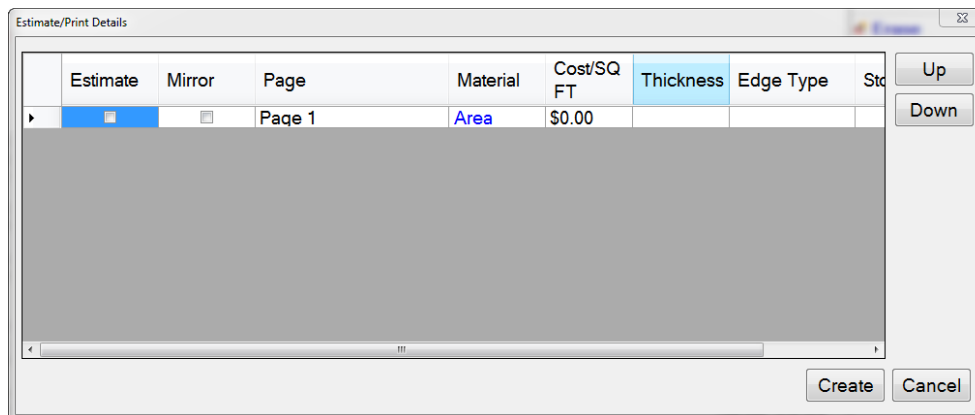 Estimate/Print Details
Estimate Mirror Page Material Cost/SQ FT Thickness Edge Type Sto
Page 1 Area $0.00
Up
Down
Create Cancel